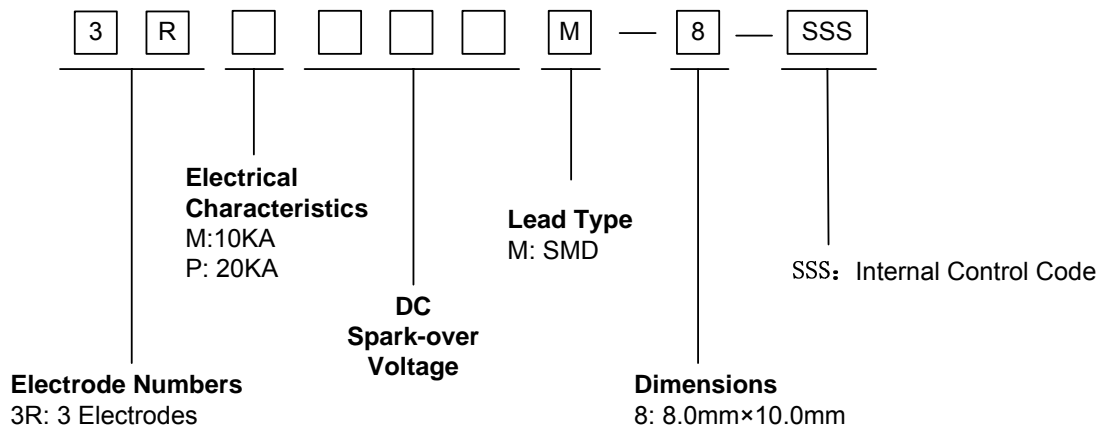 3 R M — 8 — SSS
Electrical
Characteristics
M:10KA
P: 20KA
Lead Type
M: SMD
SSS： Internal Control Code
DC
Spark-over
Voltage
Electrode Numbers
3R: 3 Electrodes
Dimensions
8: 8.0mm×10.0mm